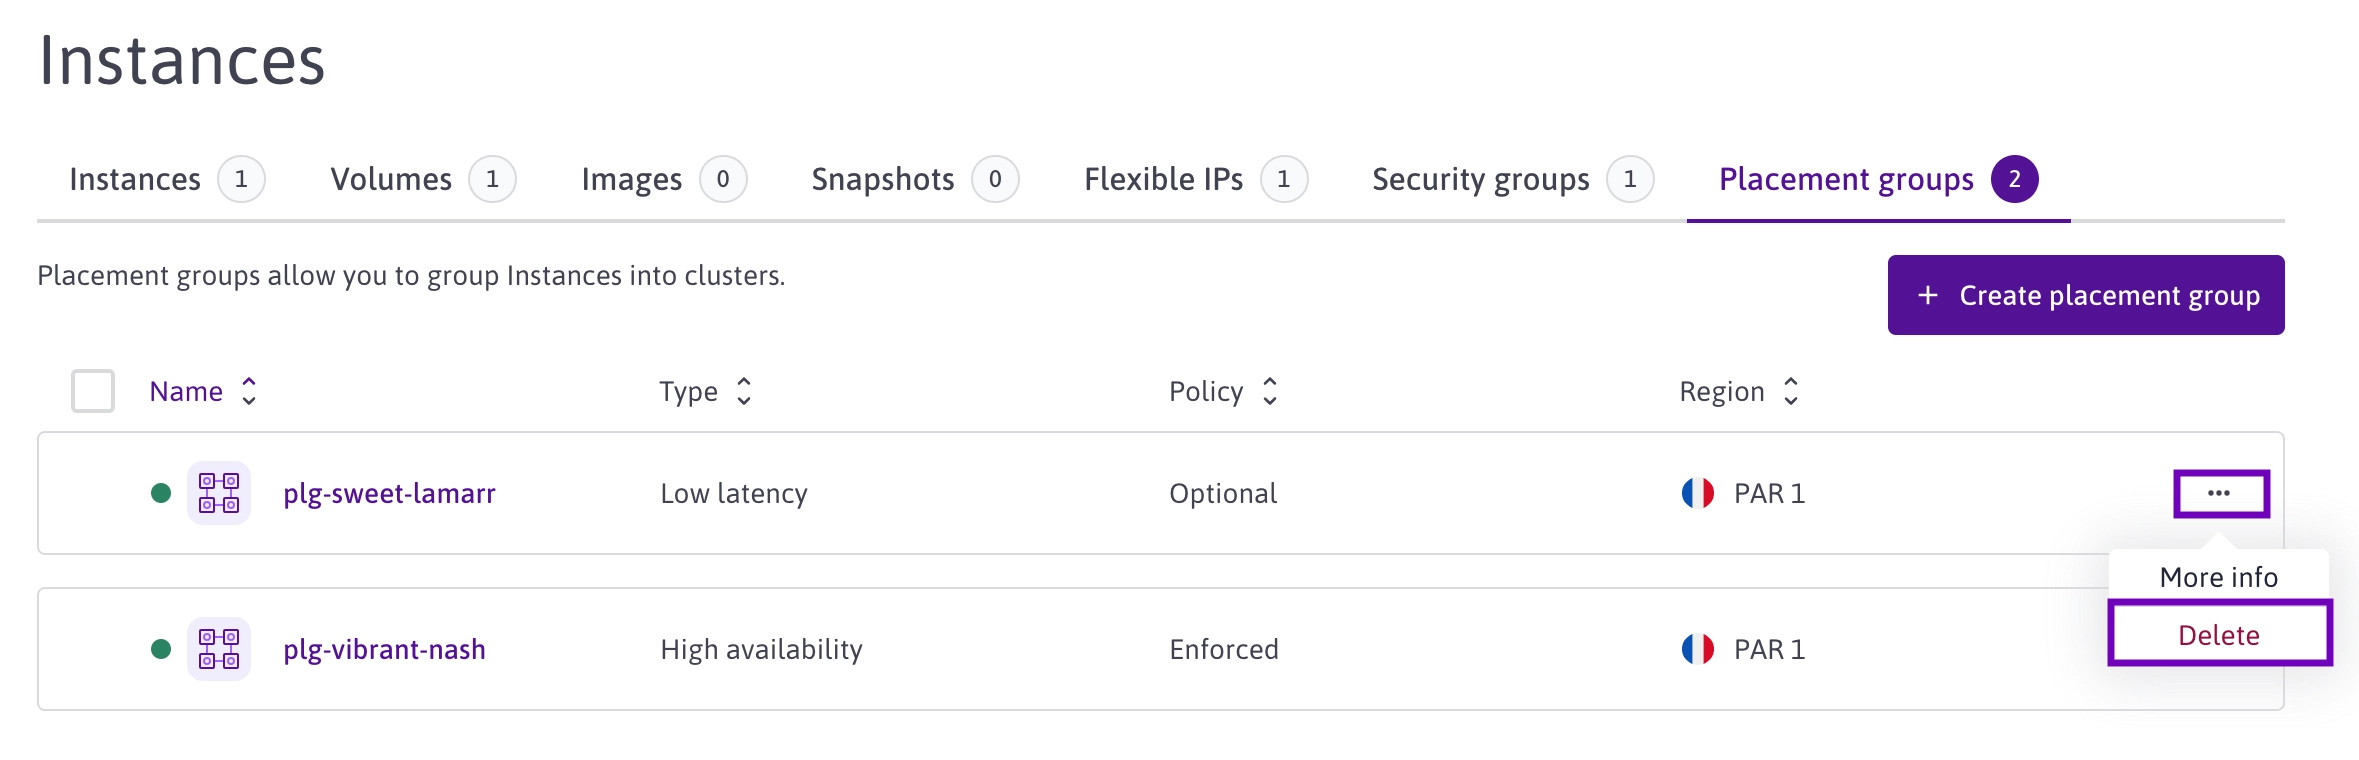 Instances
Instances 1 Volumes 1 Images 0 Snapshots 0 Flexible IPs 1 Security groups 1 Placement groups 2
Placement groups allow you to group Instances into clusters.
+ Create placement group
Name Type Policy Region
plg-sweet-lamarr Low latency Optional PAR 1 •••
More info
plg-vibrant-nash High availability Enforced PAR 1
Delete